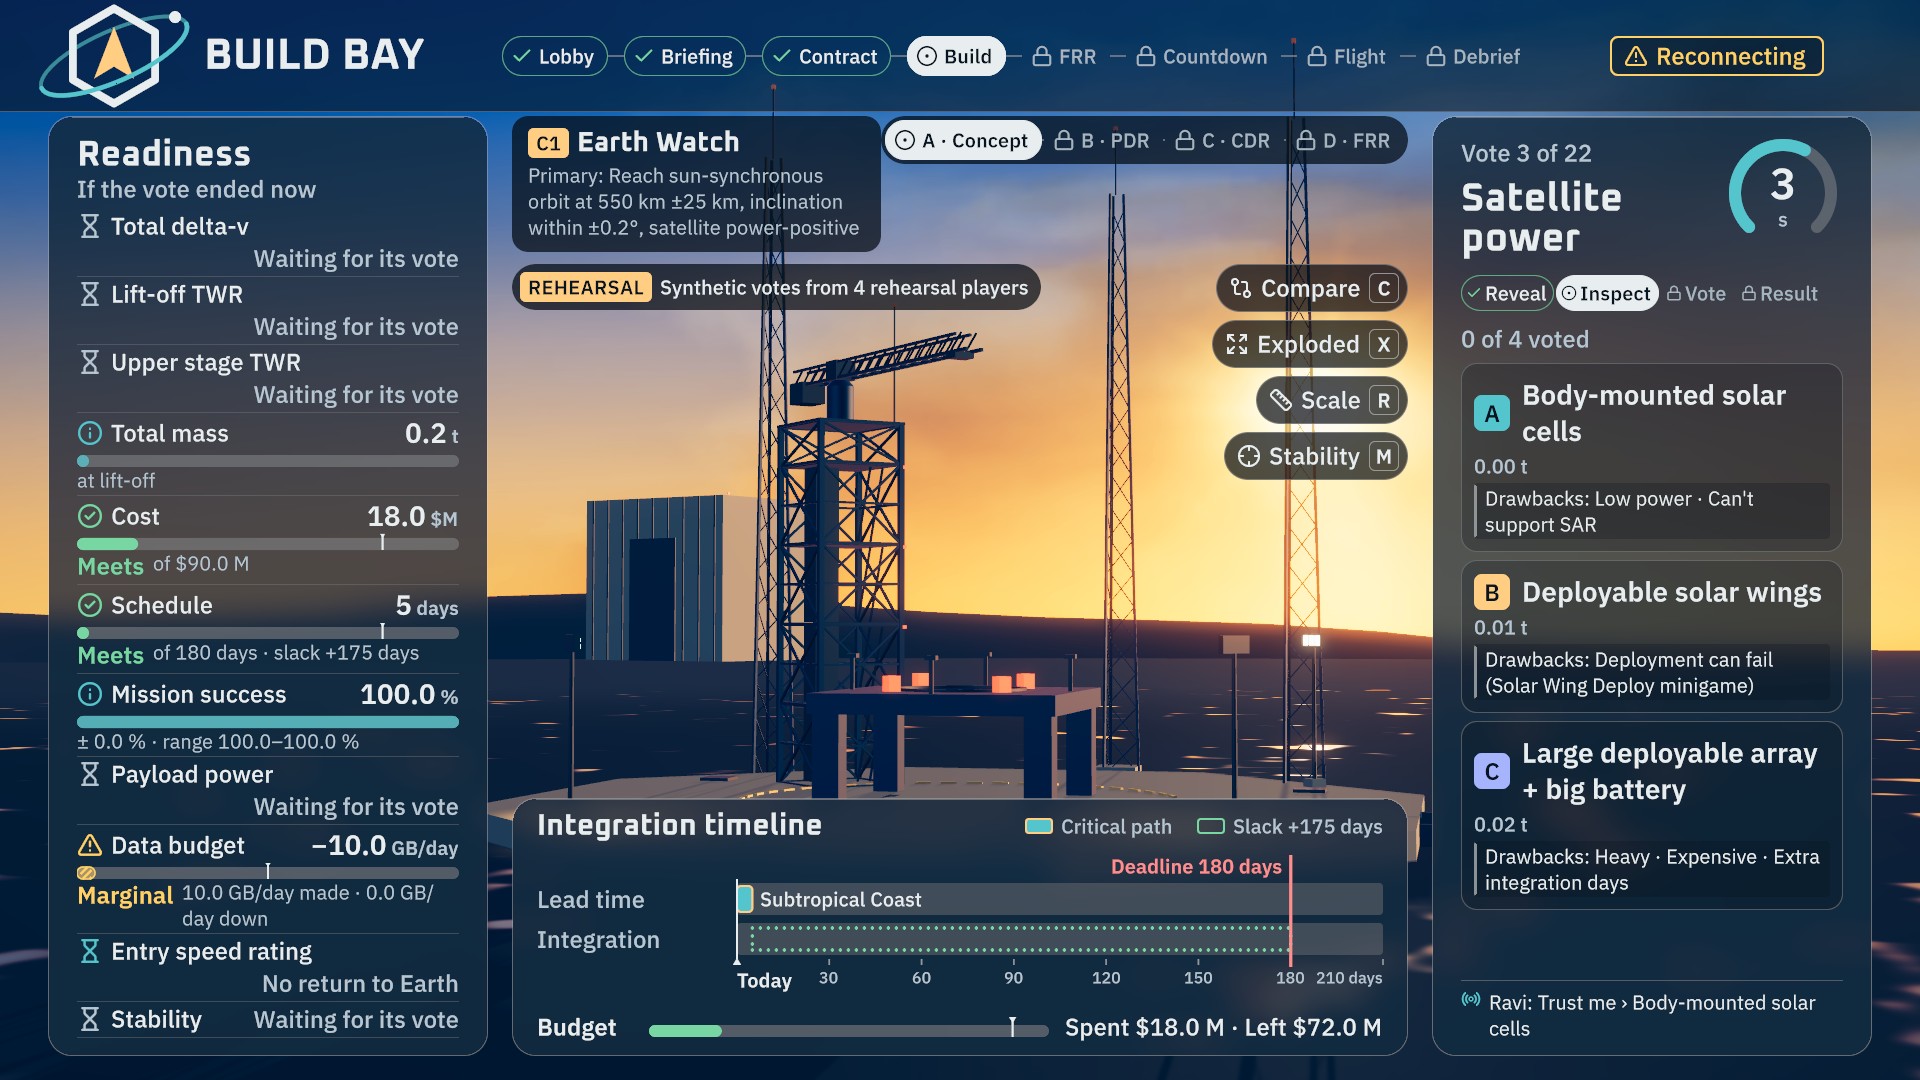 BUILD BAY
Lobby
Briefing
Contract
Build
FRR
Countdown
Flight
Debrief
Reconnecting
Readiness
If the vote ended now
Total delta-v
Waiting for its vote
Lift-off TWR
Waiting for its vote
Upper stage TWR
Waiting for its vote
Total mass 0.2 t
at lift-off
Cost 18.0 $M
Meets of $90.0 M
Schedule 5 days
Meets of 180 days · slack +175 days
Mission success 100.0 %
± 0.0 % · range 100.0–100.0 %
Payload power
Waiting for its vote
Data budget −10.0 GB/day
Marginal 10.0 GB/day made · 0.0 GB/
day down
Entry speed rating
No return to Earth
Stability Waiting for its vote
C1 Earth Watch
Primary: Reach sun-synchronous
orbit at 550 km ±25 km, inclination
within ±0.2°, satellite power-positive
A · Concept
B · PDR
C · CDR
D · FRR
REHEARSAL Synthetic votes from 4 rehearsal players
Compare C
Exploded X
Scale R
Stability M
Integration timeline
Critical path
Slack +175 days
Deadline 180 days
Lead time
Subtropical Coast
Integration
Today 30 60 90 120 150 180 210 days
Budget
Spent $18.0 M · Left $72.0 M
Vote 3 of 22
Satellite
power
3
s
Reveal
Inspect
Vote
Result
0 of 4 voted
A Body-mounted solar
cells
0.00 t
Drawbacks: Low power · Can't
support SAR
B Deployable solar wings
0.01 t
Drawbacks: Deployment can fail
(Solar Wing Deploy minigame)
C Large deployable array
+ big battery
0.02 t
Drawbacks: Heavy · Expensive · Extra
integration days
Ravi: Trust me › Body-mounted solar
cells